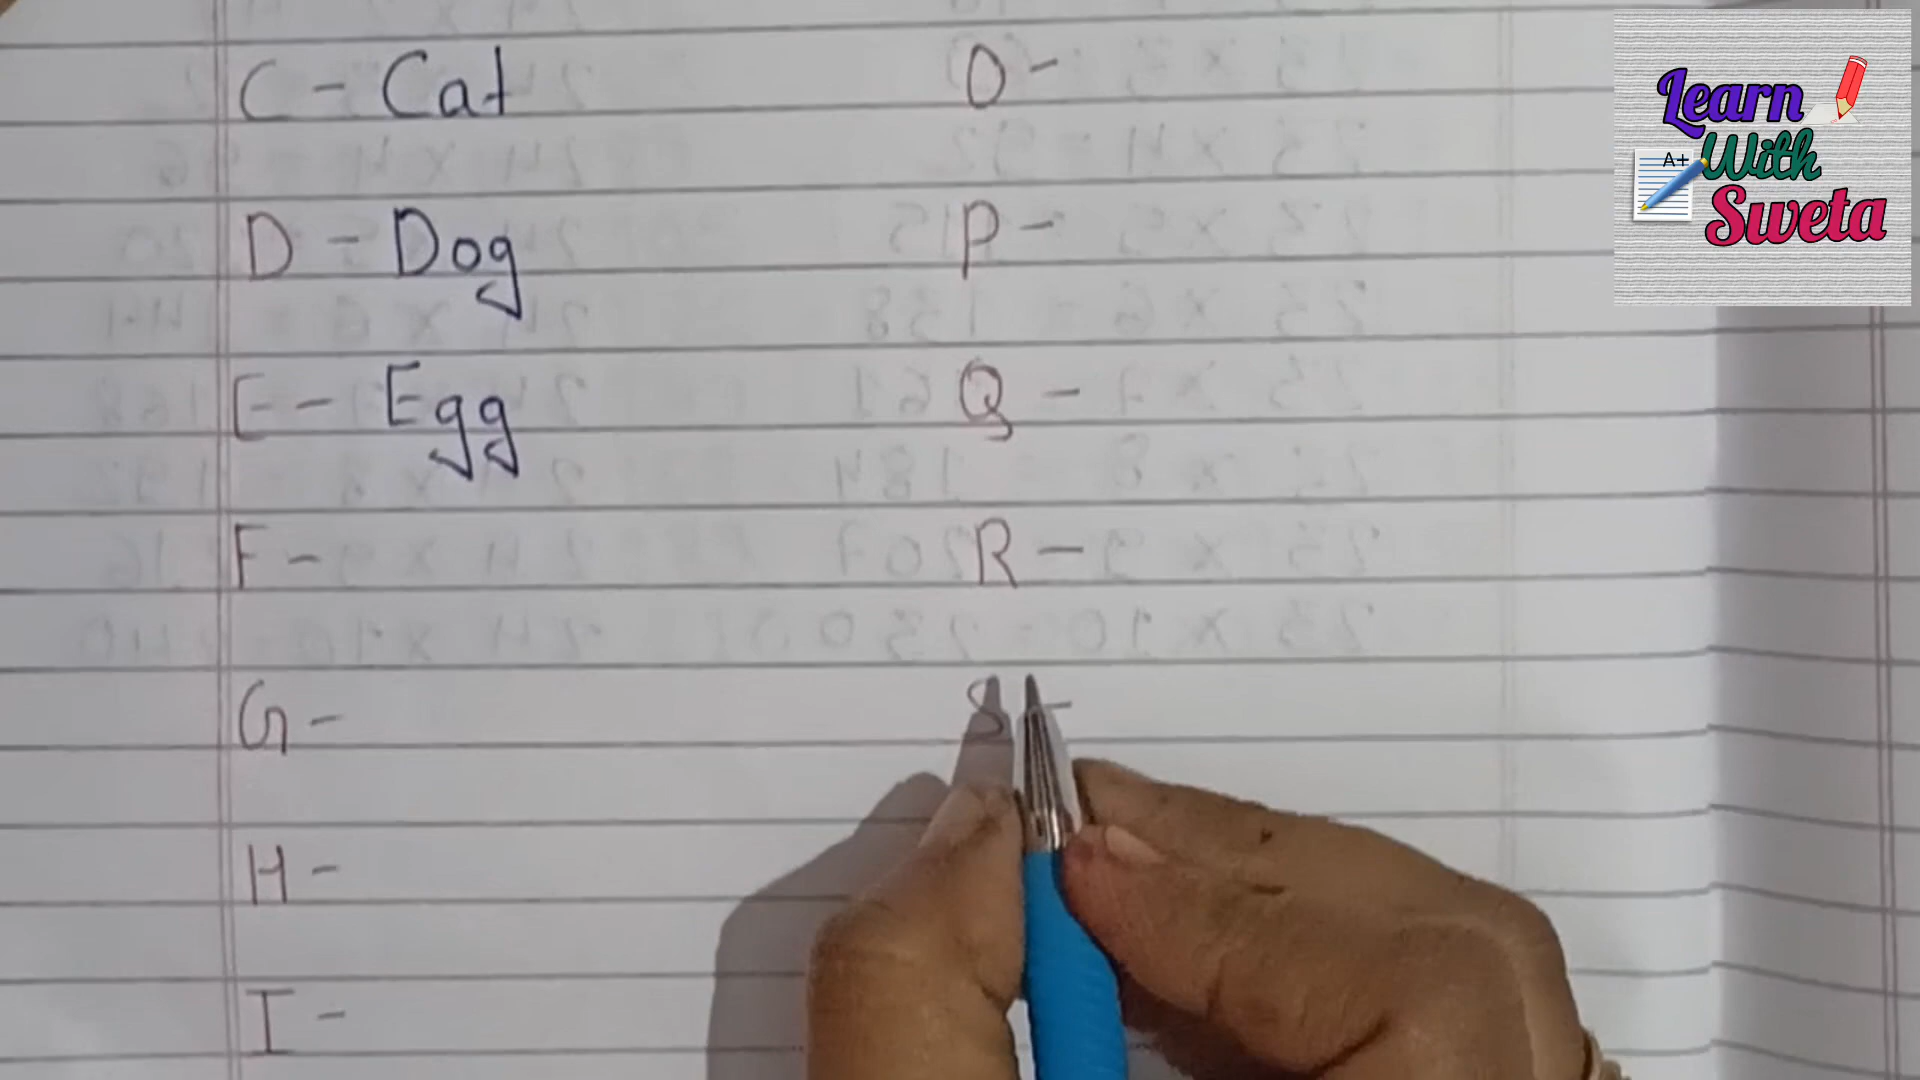 C - Cat
D - Dog
E - Egg
F -
G -
H -
I -
O -
P -
Q -
R -
S -
Learn
With
A+
Sweta